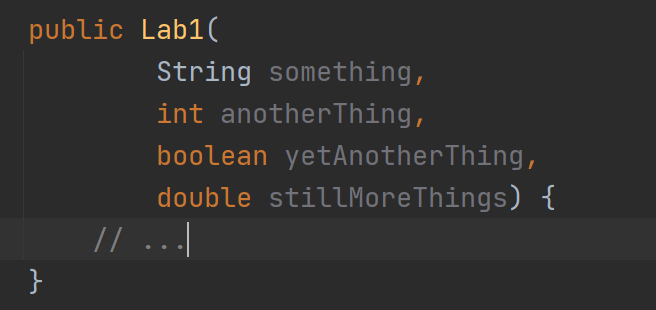 public Lab1(
String something,
int anotherThing,
boolean yetAnotherThing,
double stillMoreThings) {
// ...
}